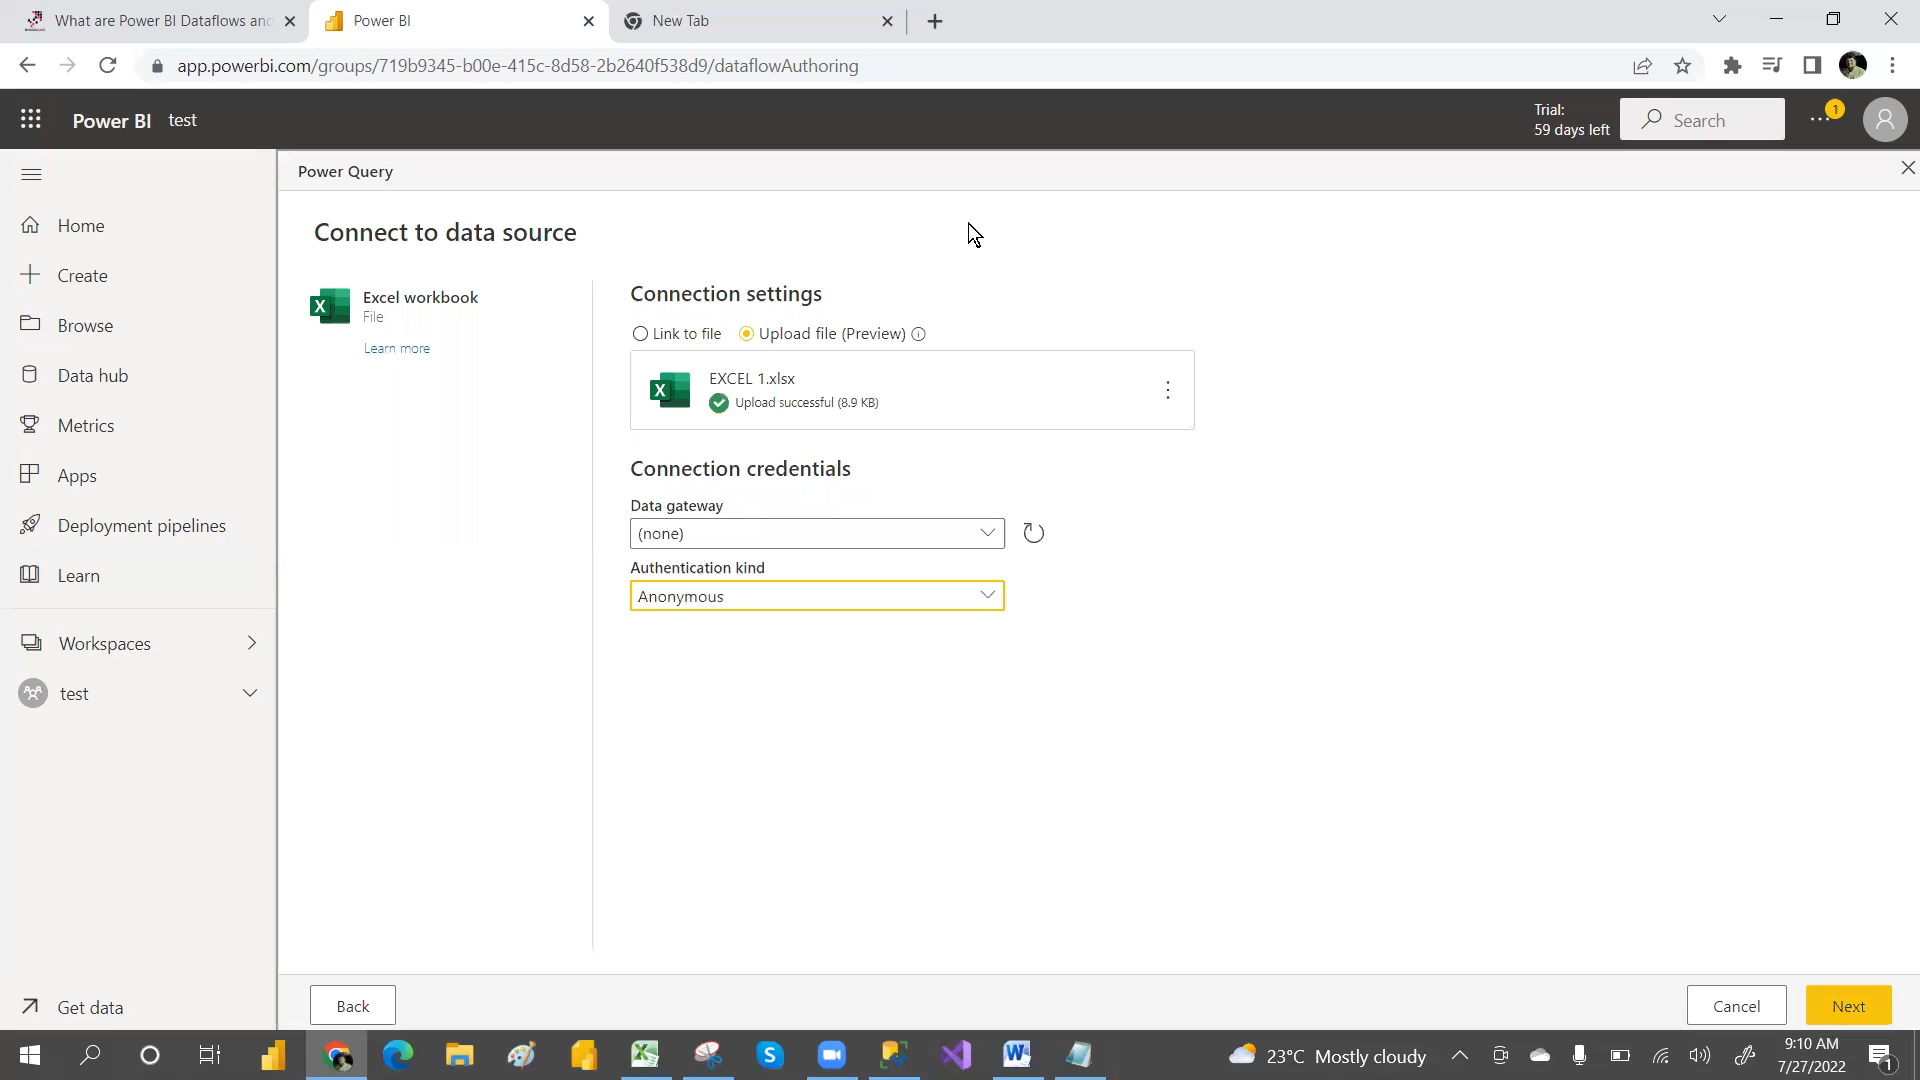 What are Power BI Dataflows and
Power BI
New Tab
app.powerbi.com/groups/719b9345-b00e-415c-8d58-2b2640f538d9/dataflowAuthoring
Power BI test
Trial:
59 days left
Search
1
Power Query
Home
Create
Browse
Data hub
Metrics
Apps
Deployment pipelines
Learn
Workspaces
test
Get data
Connect to data source
Excel workbook
File
Learn more
Connection settings
Link to file
Upload file (Preview)
EXCEL 1.xlsx
Upload successful (8.9 KB)
Connection credentials
Data gateway
(none)
Authentication kind
Anonymous
Back
Cancel
Next
23°C Mostly cloudy
9:10 AM
7/27/2022
1